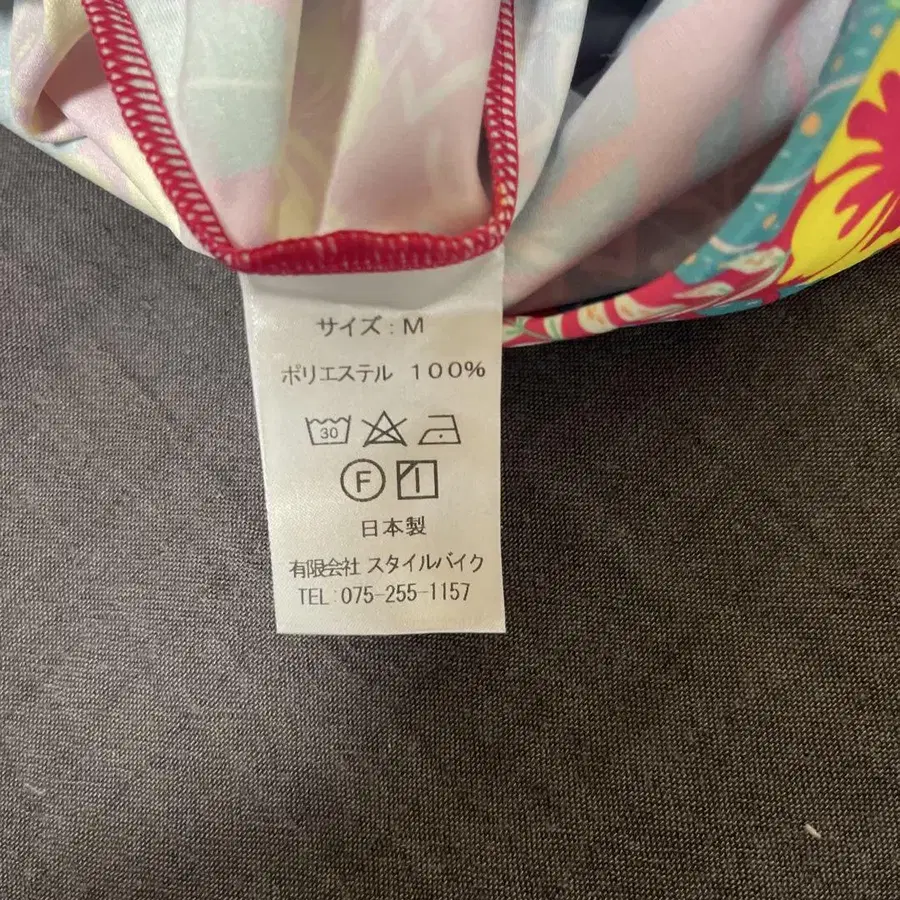 サイズ：M
ポリエステル 100%
30
F
日本製
有限会社 スタイルバイク
TEL:075-255-1157